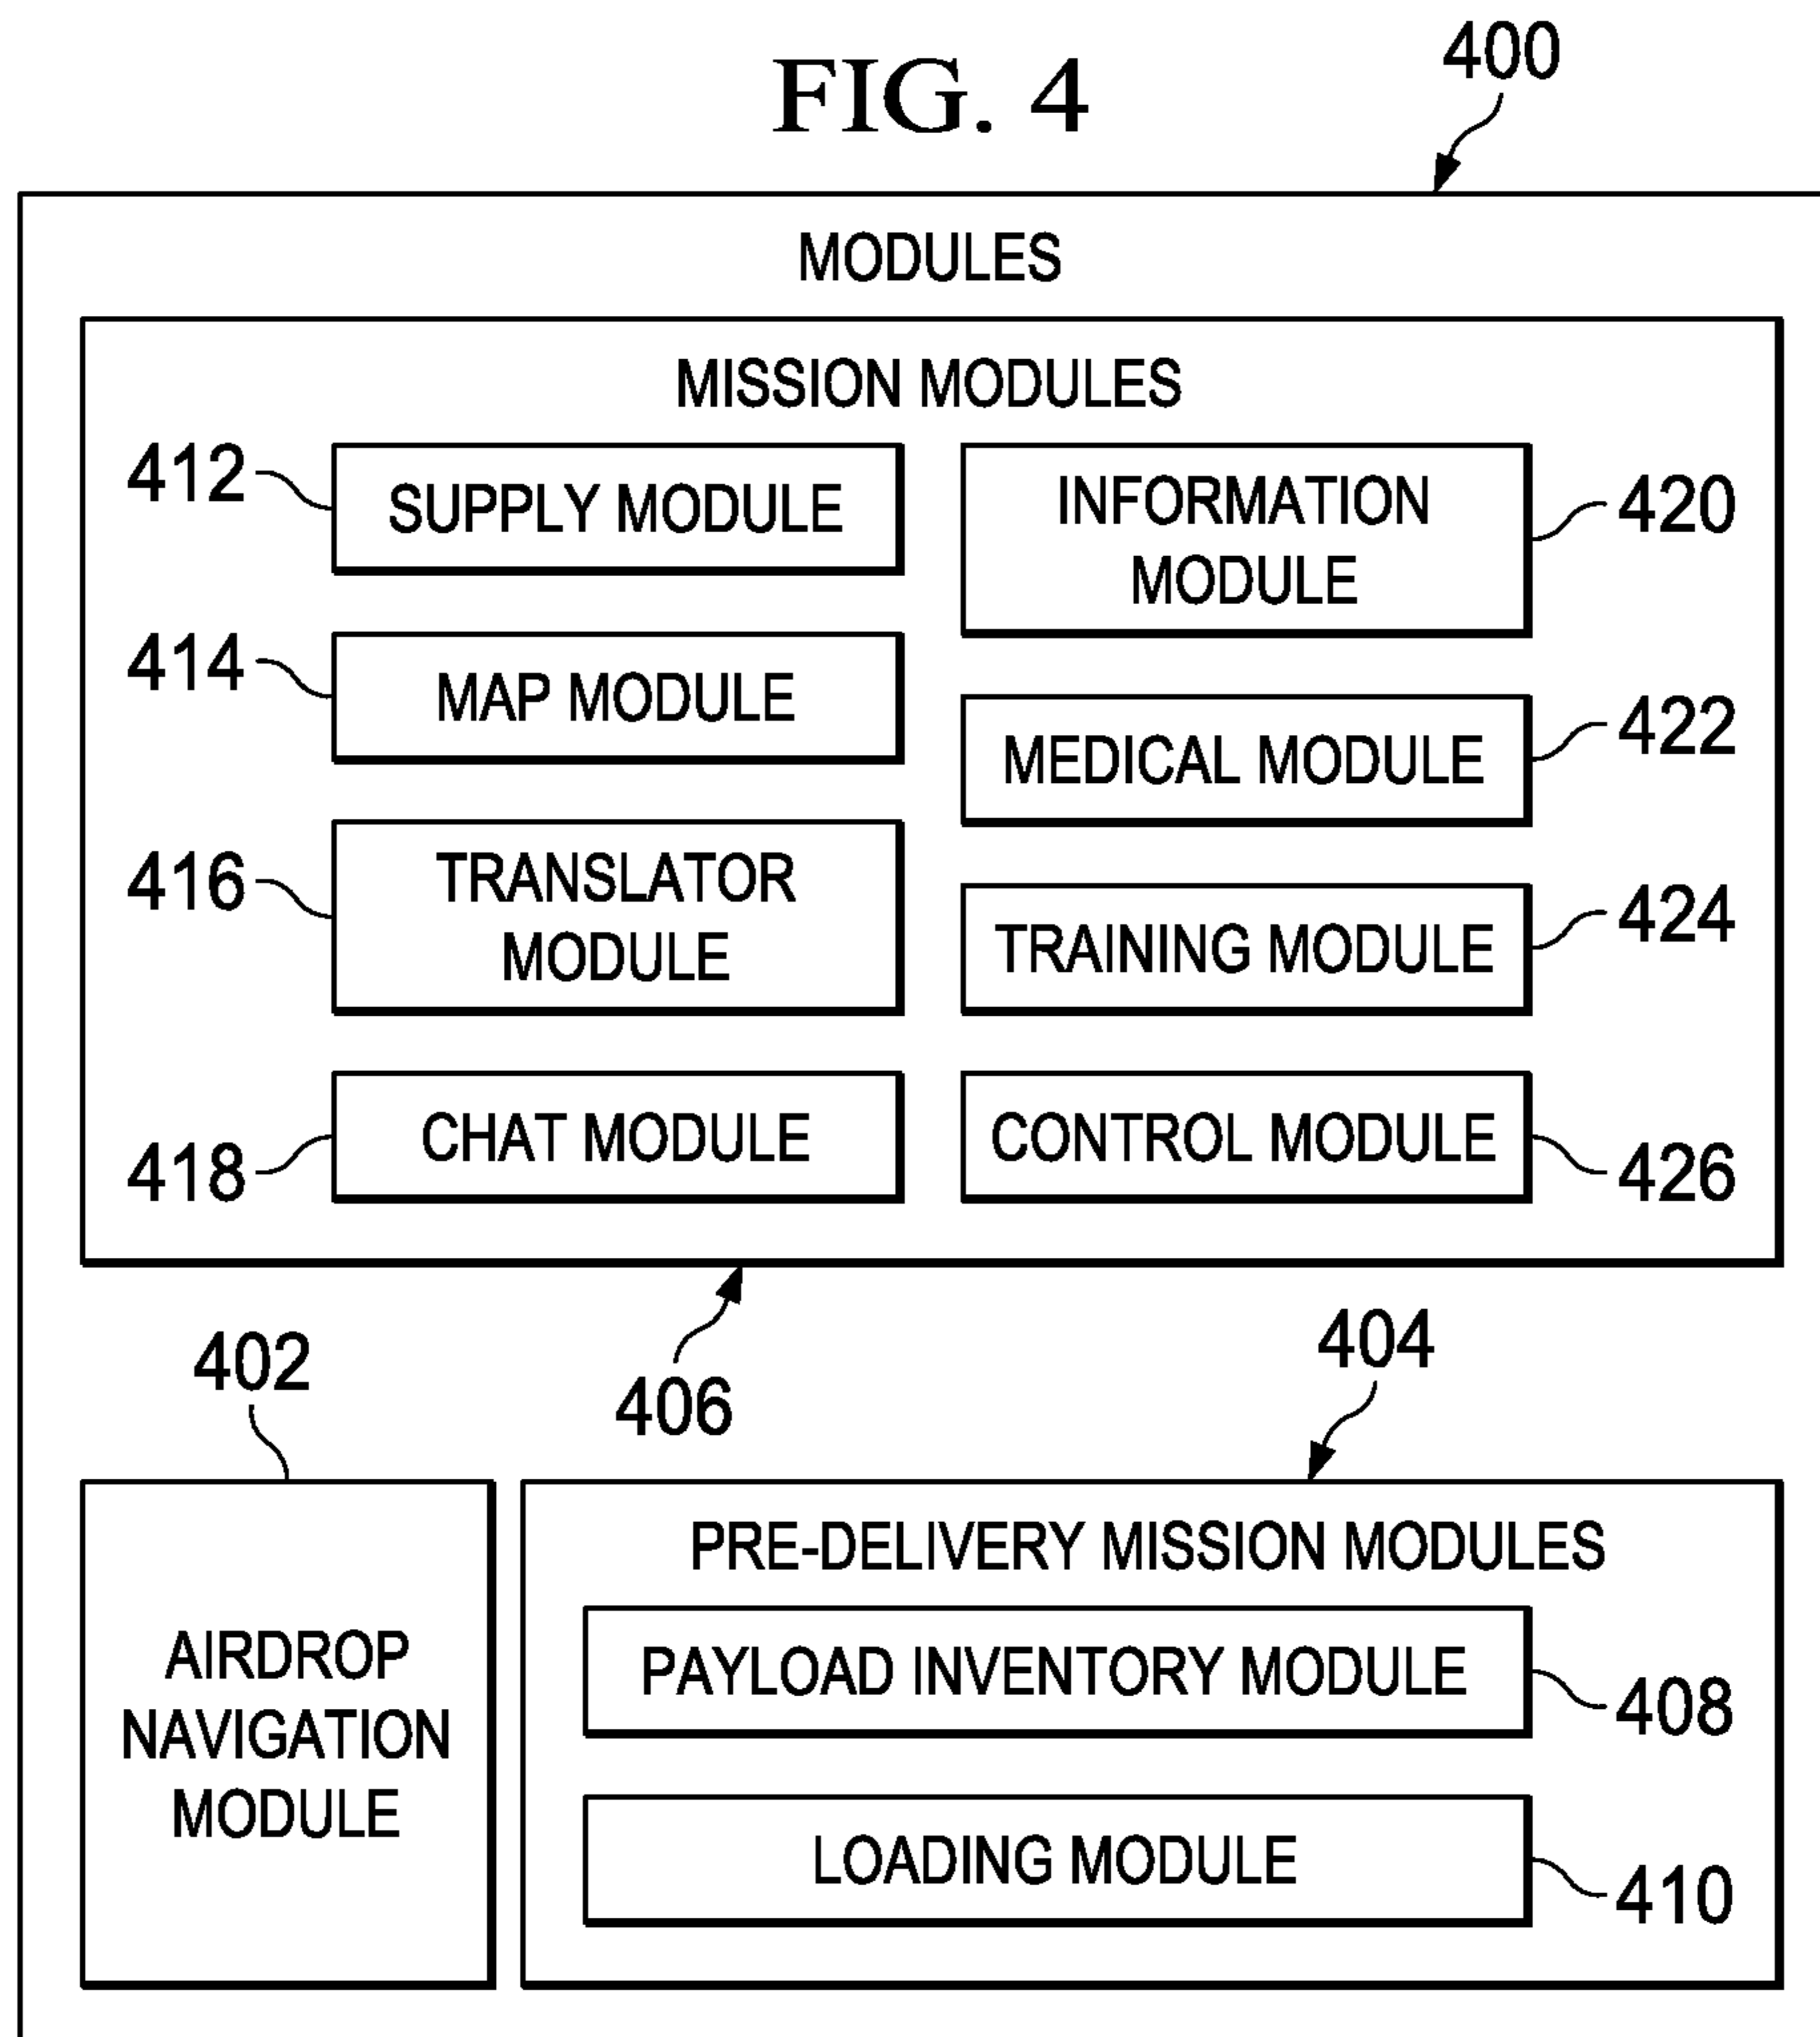 FIG. 4
400
MODULES
MISSION MODULES
412
SUPPLY MODULE
INFORMATION
MODULE
420
414
MAP MODULE
MEDICAL MODULE
422
416
TRANSLATOR
MODULE
TRAINING MODULE
424
418
CHAT MODULE
CONTROL MODULE
426
406
402
404
AIRDROP
NAVIGATION
MODULE
PRE-DELIVERY MISSION MODULES
PAYLOAD INVENTORY MODULE
408
LOADING MODULE
410